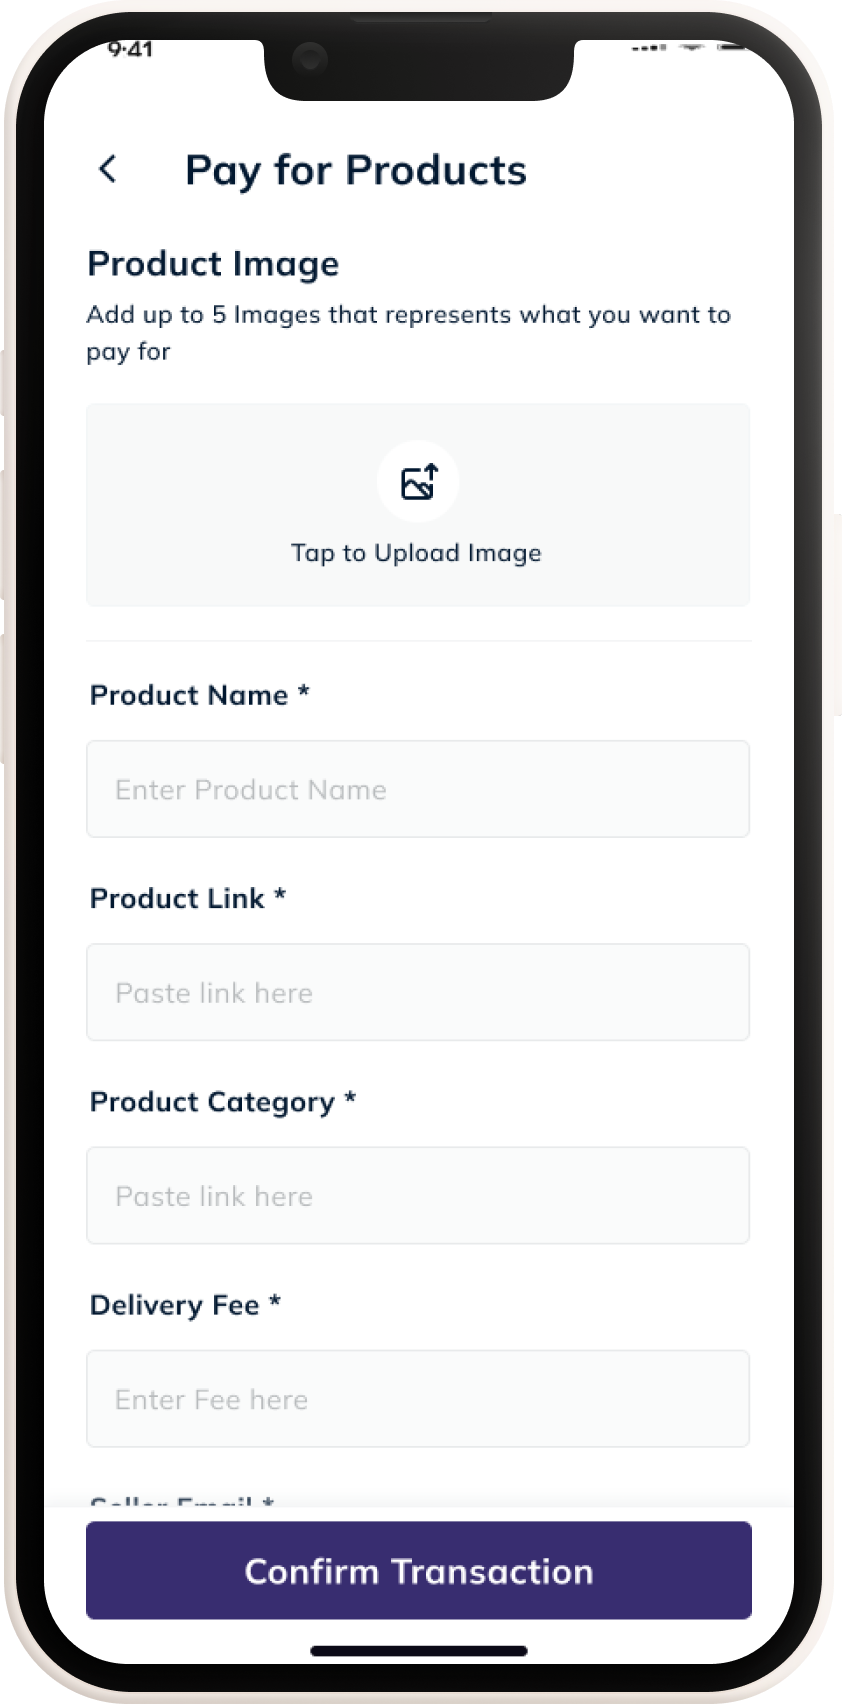 9:41
Pay for Products
Product Image
Add up to 5 Images that represents what you want to
pay for
Tap to Upload Image
Product Name *
Enter Product Name
Product Link *
Paste link here
Product Category *
Paste link here
Delivery Fee *
Enter Fee here
Seller Email *
Confirm Transaction